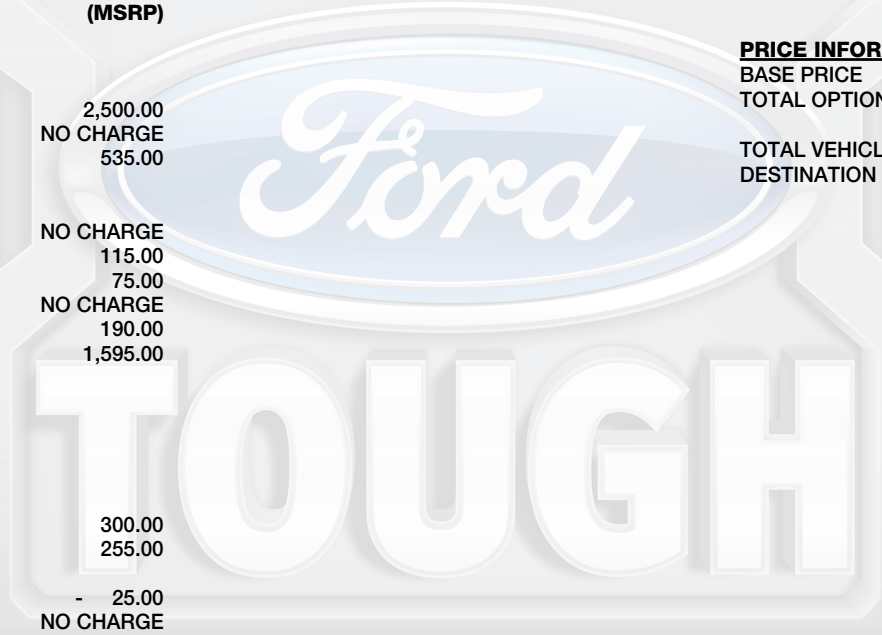 (MSRP)
2,500.00
NO CHARGE
535.00
NO CHARGE
115.00
75.00
NO CHARGE
190.00
1,595.00
300.00
255.00
- 25.00
NO CHARGE
PRICE INFOR
BASE PRICE
TOTAL OPTION
TOTAL VEHICL
DESTINATION
Ford
TOUGH